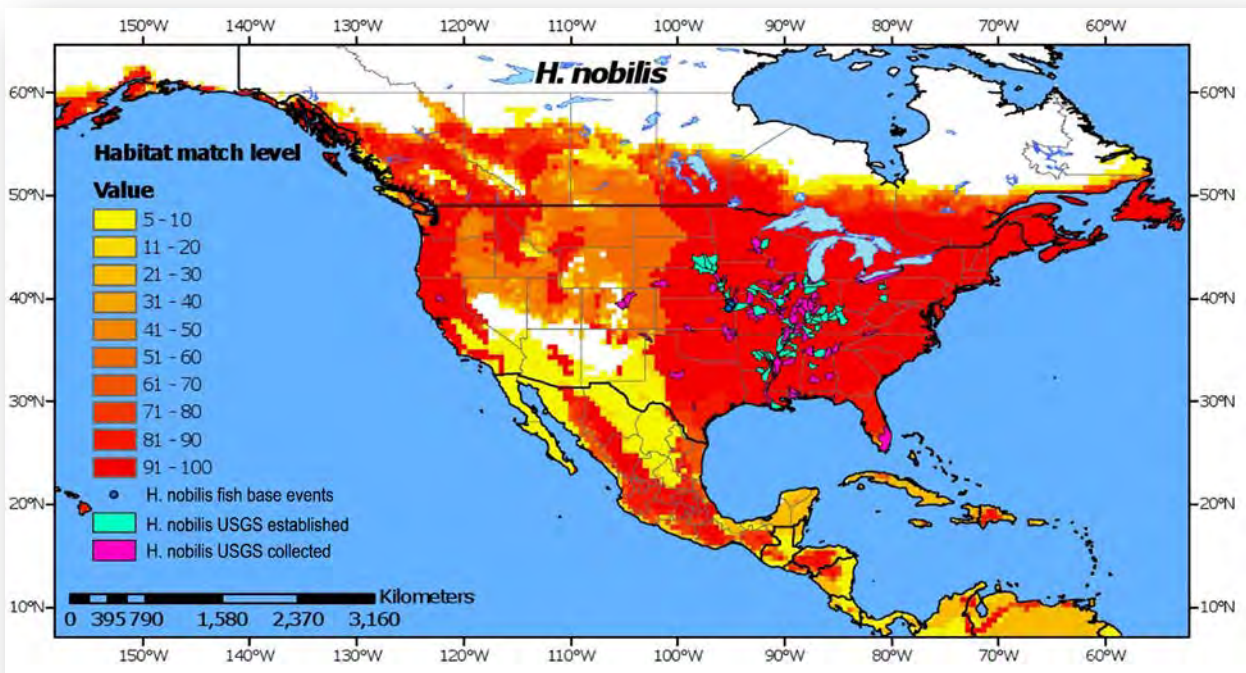 150°W 140°W 130°W 120°W 110°W 100°W 90°W 80°W 70°W 60°W
H. nobilis
60°N 60°N
Habitat match level
50°N 50°N
Value
5 - 10
11 - 20
21 - 30
31 - 40
40°N 40°N
41 - 50
51 - 60
61 - 70
71 - 80
30°N 30°N
81 - 90
91 - 100
H. nobilis fish base events
20°N 20°N
H. nobilis USGS established
H. nobilis USGS collected
Kilometers
10°N 10°N
0 395 790 1,580 2,370 3,160
150°W 140°W 130°W 120°W 110°W 100°W 90°W 80°W 70°W 60°W